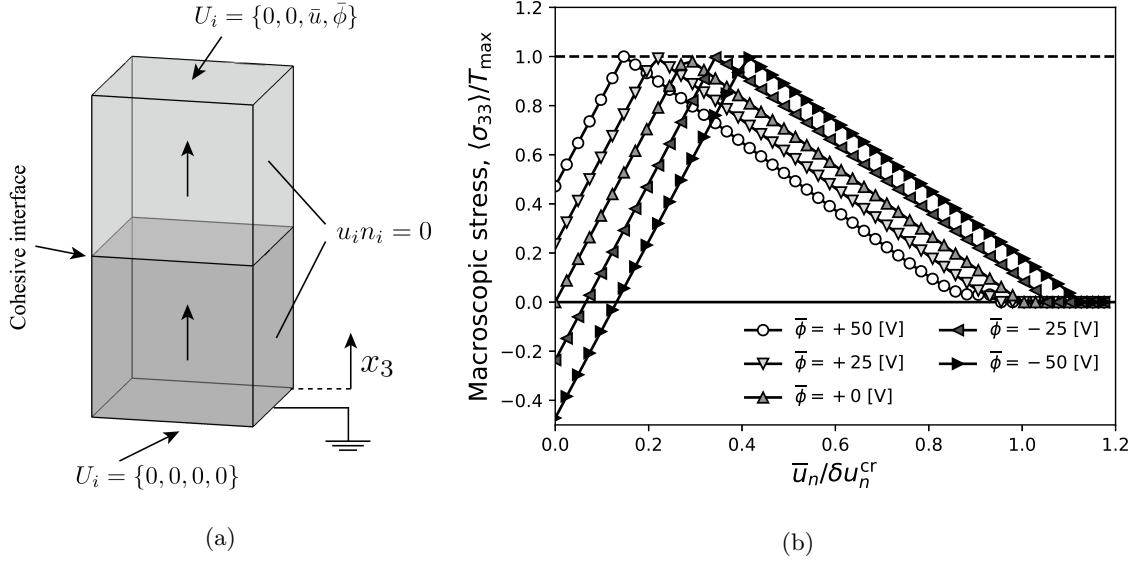 U_i = {0, 0, ū, ϕ̄}
Cohesive interface
u_i n_i = 0
x_3
U_i = {0, 0, 0, 0}
(a)
Macroscopic stress, ⟨σ_33⟩/T_max
1.0
0.8
0.6
0.4
0.2
0.0
−0.2
−0.4
ϕ̄ = +50 [V]
ϕ̄ = +25 [V]
ϕ̄ = +0 [V]
ϕ̄ = −25 [V]
ϕ̄ = −50 [V]
0.0 0.2 0.4 0.6 0.8 1.0 1.2
ū_n/δu_n^cr
(b)